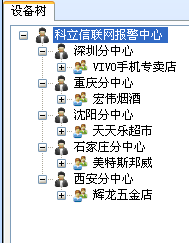 设备树
科立信联网报警中心
深圳分中心
VIVO手机专卖店
重庆分中心
宏伟烟酒
沈阳分中心
天天乐超市
石家庄分中心
美特斯邦威
西安分中心
辉龙五金店